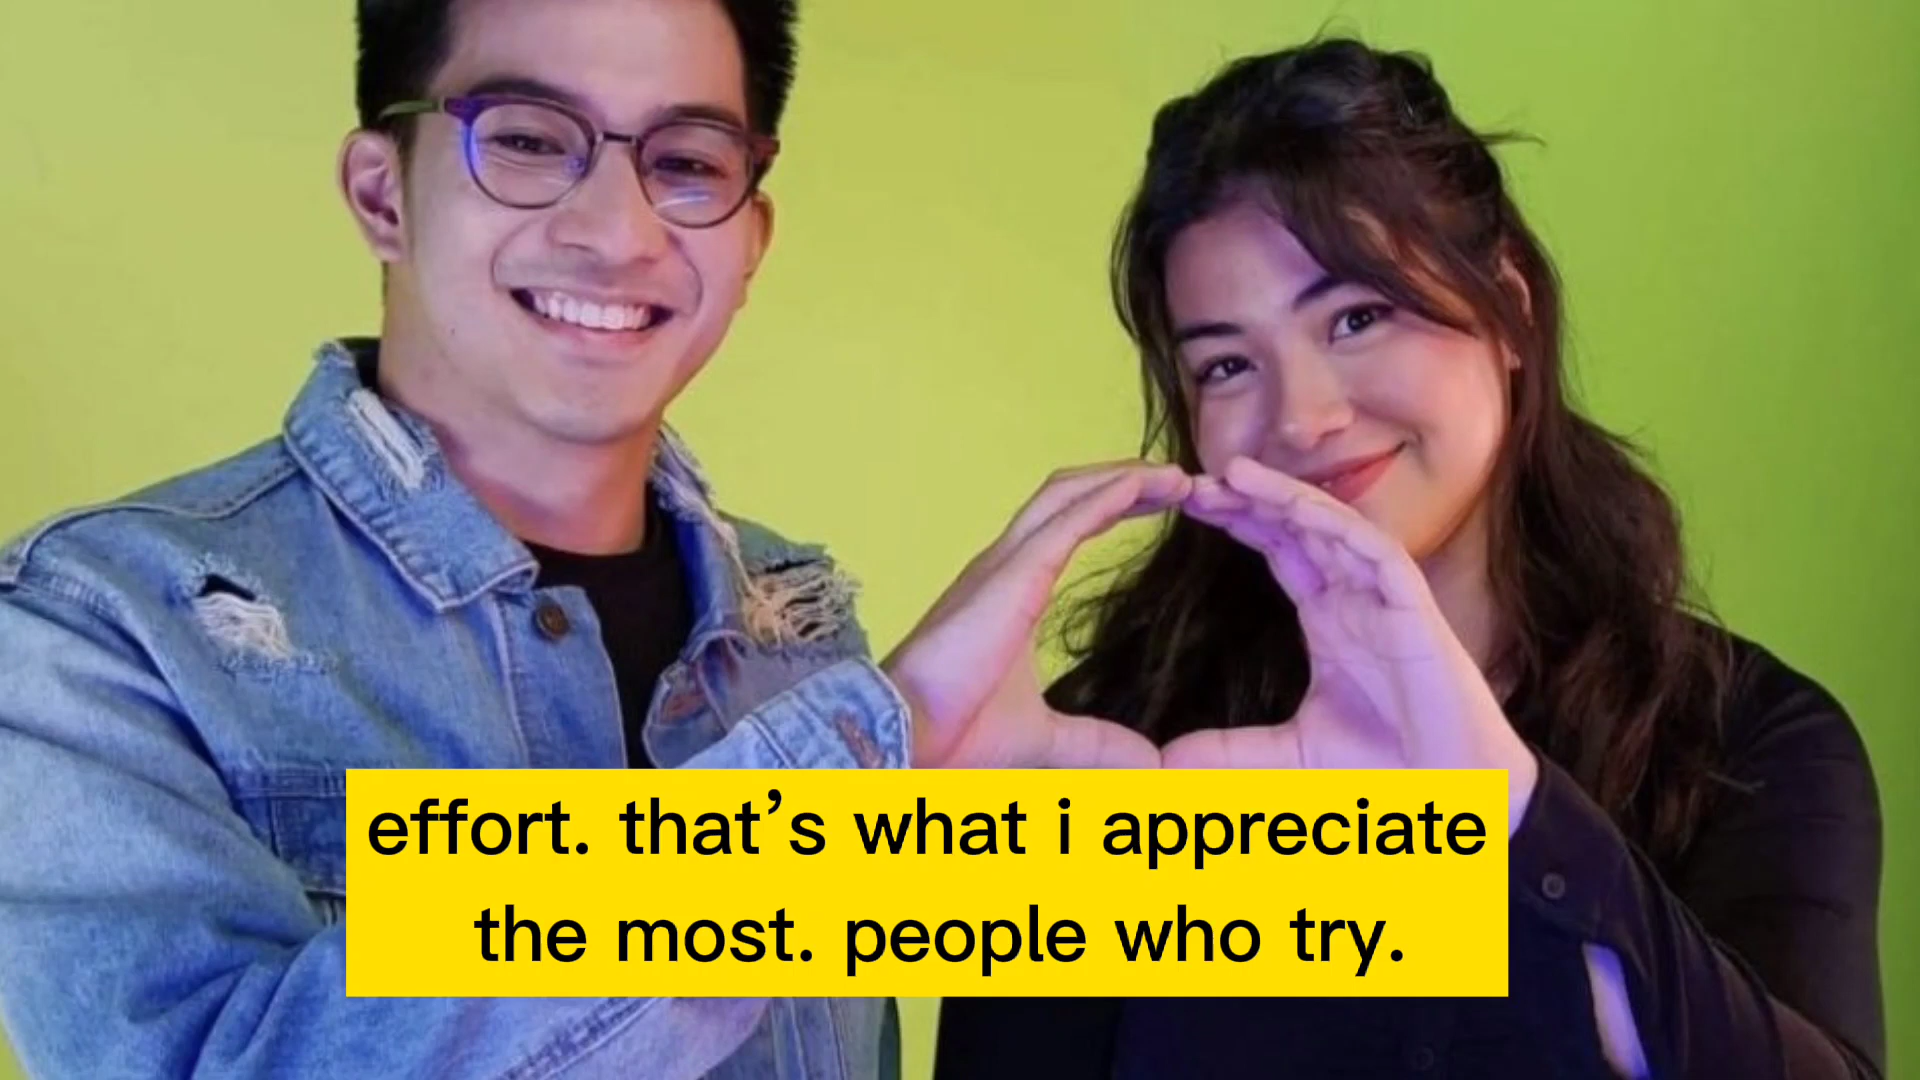 effort. that’s what i appreciate
the most. people who try.